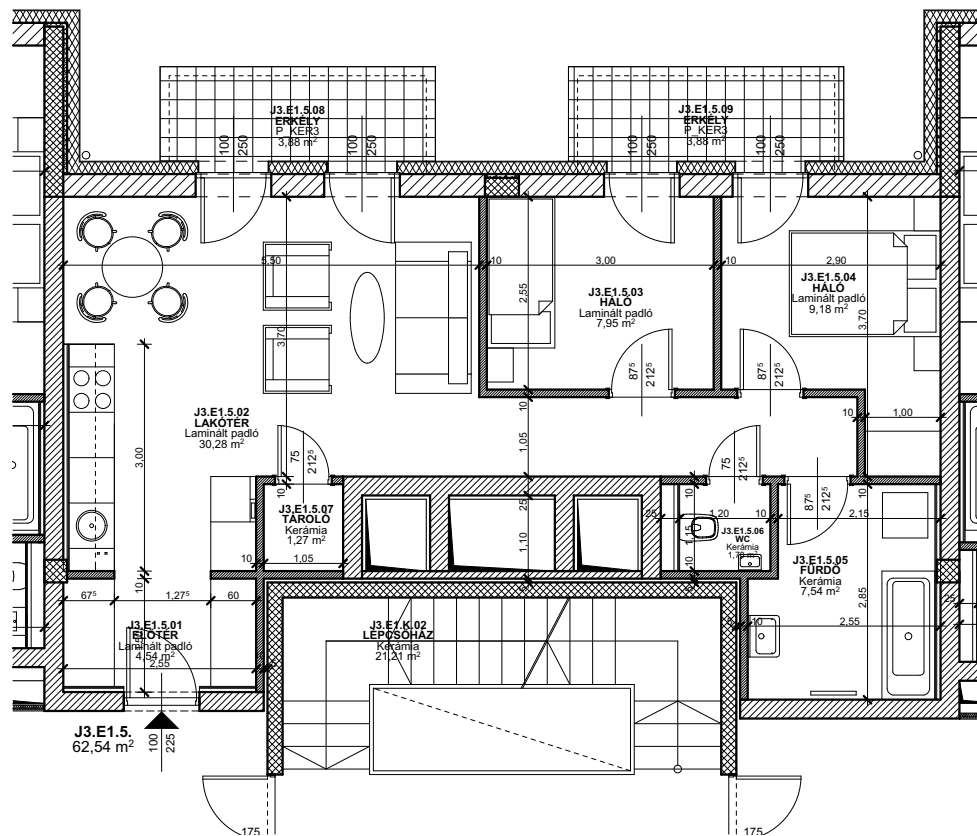 J3.E1.5.08
ERKÉLY
P_KER3
3,88 m²
100
250
100
250
J3.E1.5.09
ERKÉLY
P_KER3
3,88 m²
100
250
100
250
5,50
10
3,00
10
2,90
2,55
3,70
3,70
J3.E1.5.03
HÁLÓ
Laminált padló
7,95 m²
J3.E1.5.04
HÁLÓ
Laminált padló
9,18 m²
87⁵
212⁵
87⁵
212⁵
J3.E1.5.02
LAKÓTÉR
Laminált padló
30,28 m²
3,00
10
1,05
10
1,00
75
212⁵
75
212⁵
87⁵
212⁵
10
J3.E1.5.07
TÁROLÓ
Kerámia
1,27 m²
10
1,05
25
1,10
25
1,20
10
2,15
10
1,15
10
J3.E1.5.06
WC
Kerámia
J3.E1.5.05
FÜRDŐ
Kerámia
7,54 m²
2,85
10
2,55
25
10
67⁵
1,27⁵
60
J3.E1.5.01
ELŐTÉR
Laminált padló
4,54 m²
2,55
J3.E1.K.02
LÉPCSŐHÁZ
Kerámia
21,21 m²
J3.E1.5.
62,54 m²
100
225
175
175